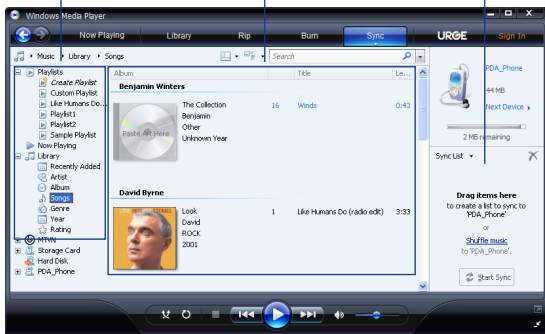 Windows Media Player
Now Playing Library Rip Burn Sync URGE Sign In
Music Library Songs Search
Playlists
Create Playlist
Custom Playlist
Like Humans Do...
Playlist1
Playlist2
Sample Playlist
Now Playing
Library
Recently Added
Artist
Album
Songs
Genre
Year
Rating
MTVN
Storage Card
Hard Disk
PDA_Phone
Album Title Le...
Benjamin Winters
Paste Art Here
The Collection 16 Winds 0:43
Benjamin
Other
Unknown Year
David Byrne
Look 1 Like Humans Do (radio edit) 3:33
David
ROCK
2001
PDA_Phone
44 MB
Next Device
2 MB remaining
Sync List
Drag items here
to create a list to sync to
'PDA_Phone'
or
Shuffle music
to 'PDA_Phone'.
Start Sync